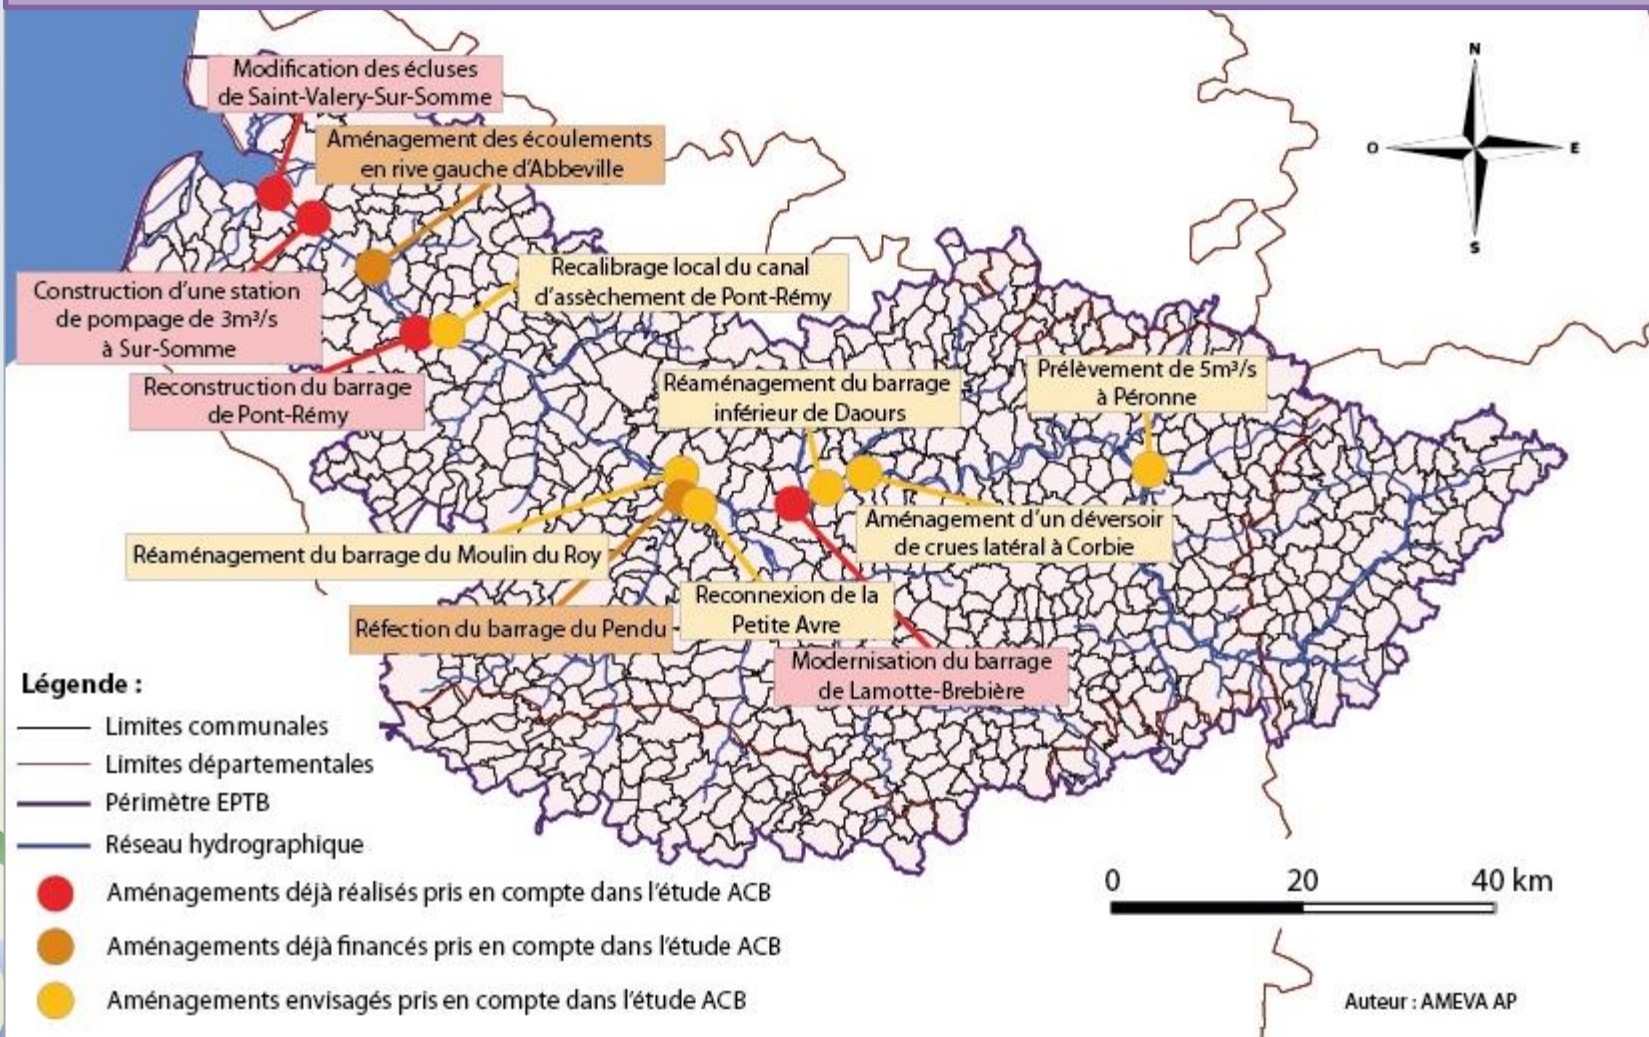 N
O
E
S
Modification des écluses
de Saint-Valery-Sur-Somme
Aménagement des écoulements
en rive gauche d'Abbeville
Recalibrage local du canal
d'assèchement de Pont-Rémy
Construction d'une station
de pompage de 3m³/s
à Sur-Somme
Reconstruction du barrage
de Pont-Rémy
Réaménagement du barrage
inférieur de Daours
Prélèvement de 5m³/s
à Péronne
Aménagement d'un déversoir
de crues latéral à Corbie
Réaménagement du barrage du Moulin du Roy
Reconnexion de la
Petite Avre
Réfection du barrage du Pendu
Modernisation du barrage
de Lamotte-Brebière
Légende :
Limites communales
Limites départementales
Périmètre EPTB
Réseau hydrographique
Aménagements déjà réalisés pris en compte dans l'étude ACB
Aménagements déjà financés pris en compte dans l'étude ACB
Aménagements envisagés pris en compte dans l'étude ACB
0 20 40 km
Auteur : AMEVA AP